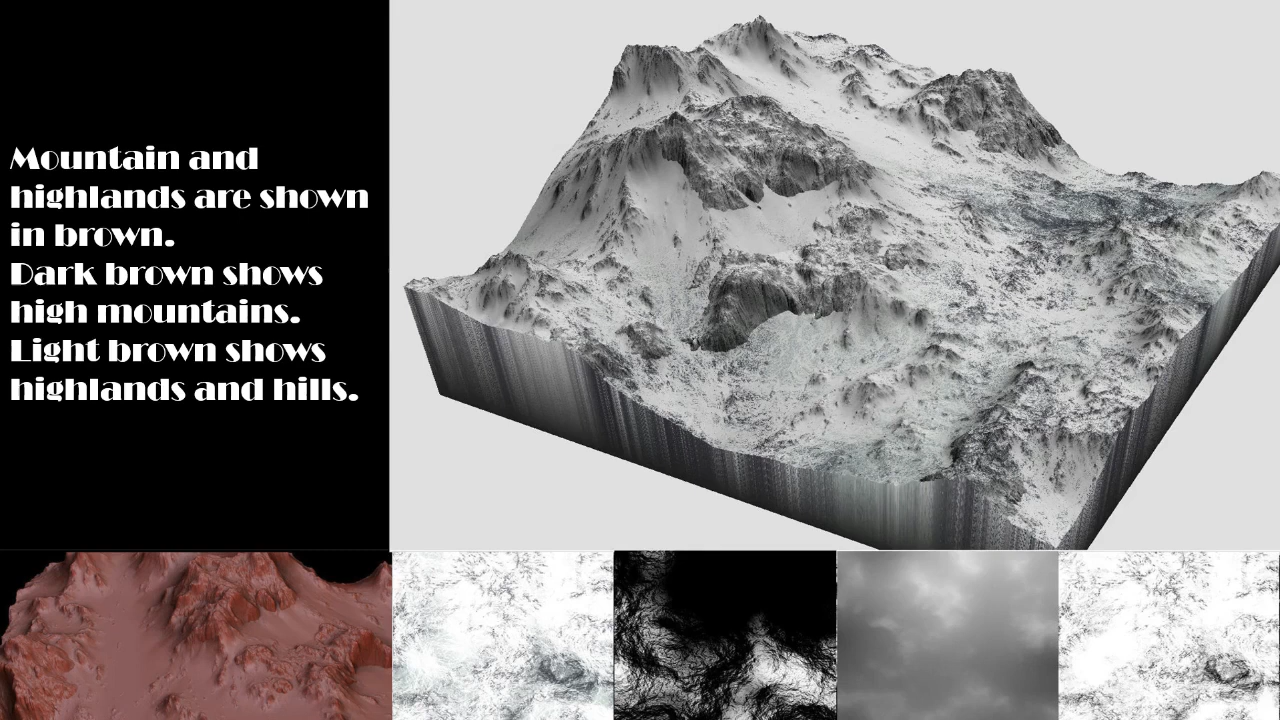 Mountain and
highlands are shown
in brown.
Dark brown shows
high mountains.
Light brown shows
highlands and hills.